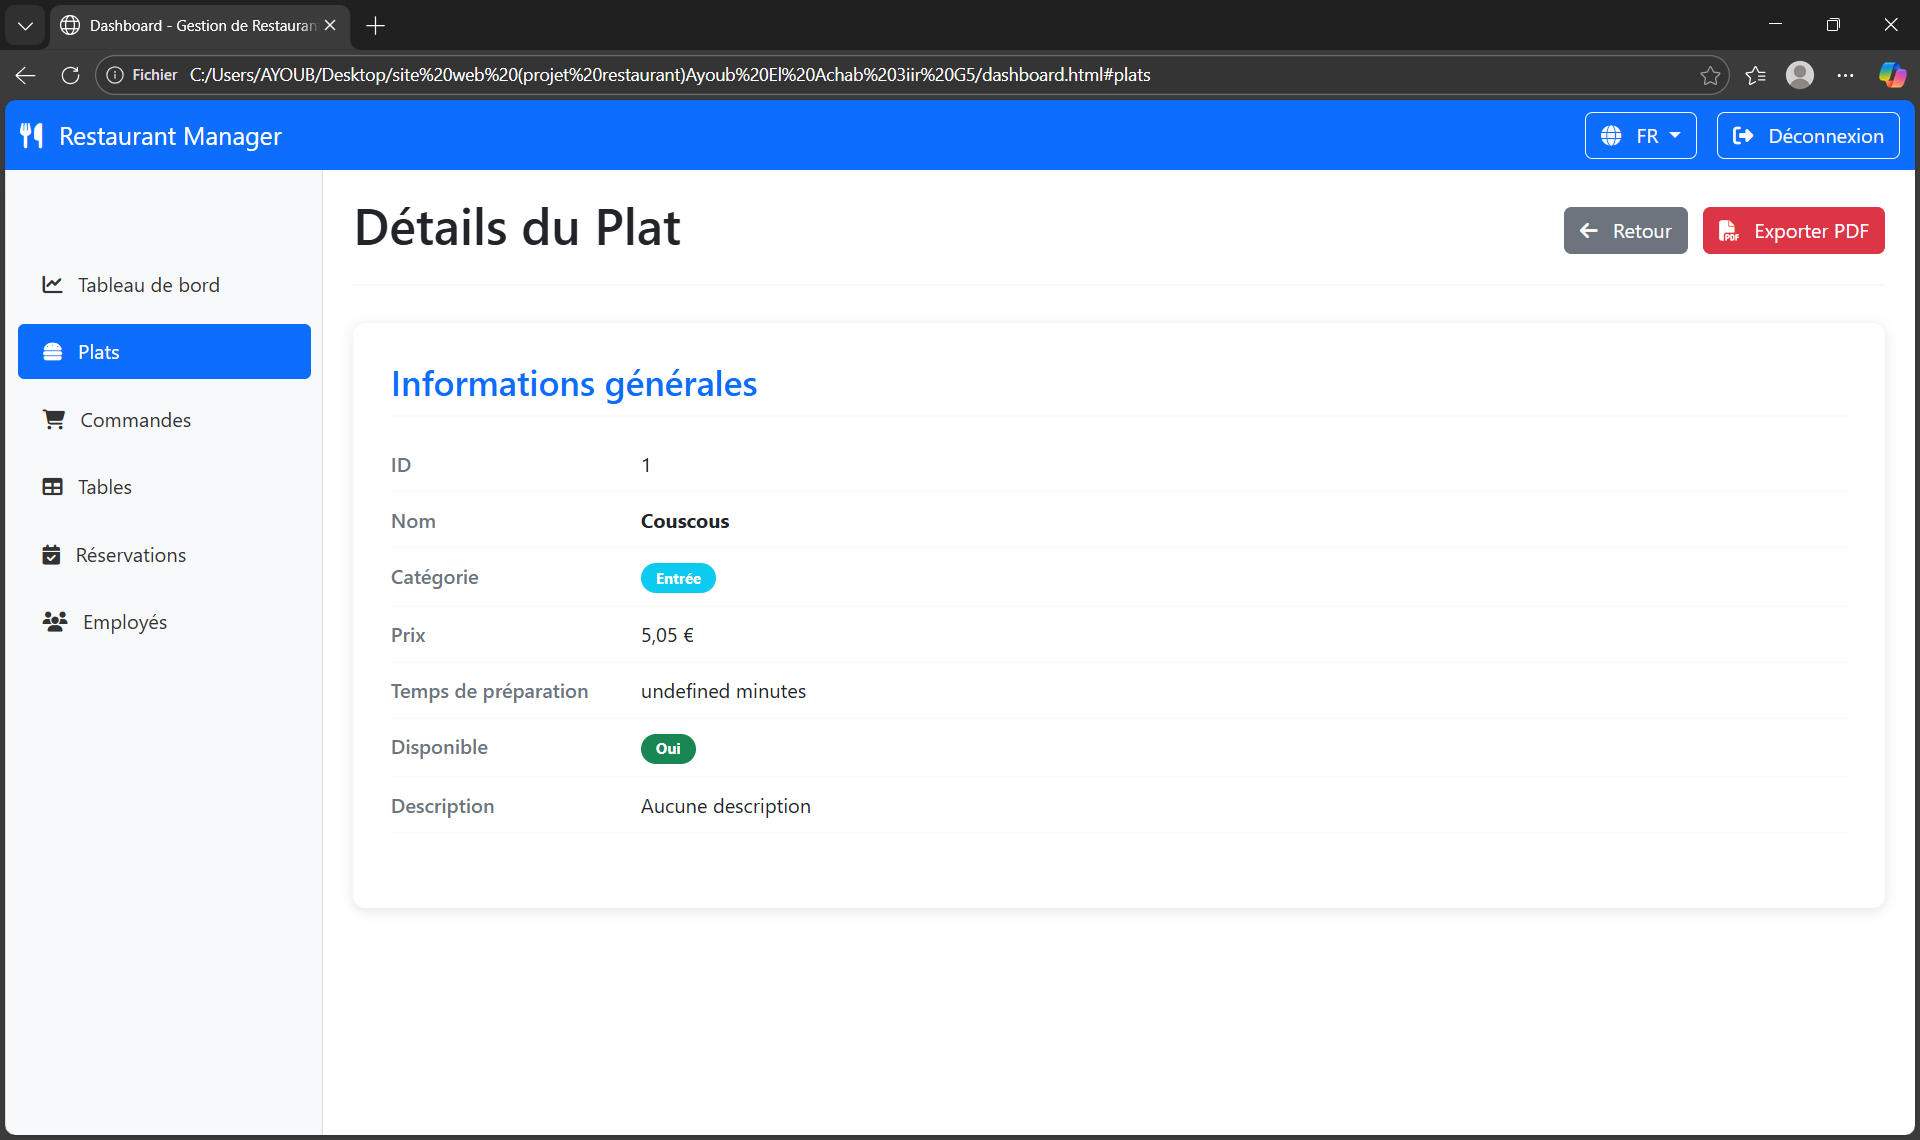 Dashboard - Gestion de Restauran
Fichier C:/Users/AYOUB/Desktop/site%20web%20(projet%20restaurant)Ayoub%20El%20Achab%203iir%20G5/dashboard.html#plats
Restaurant Manager
FR
Déconnexion
Détails du Plat
Retour
PDF Exporter PDF
Tableau de bord
Plats
Commandes
Tables
Réservations
Employés
Informations générales
ID 1
Nom Couscous
Catégorie Entrée
Prix 5,05 €
Temps de préparation undefined minutes
Disponible Oui
Description Aucune description